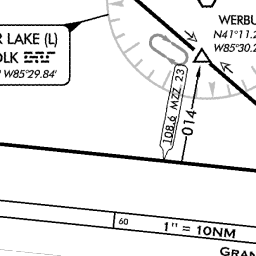 R LAKE (L)
OLK
W85°29.84'
WERBU
N41°11.2
W85°30.2
108.6 MZZ 23
014
60
1" = 10NM
GRAN